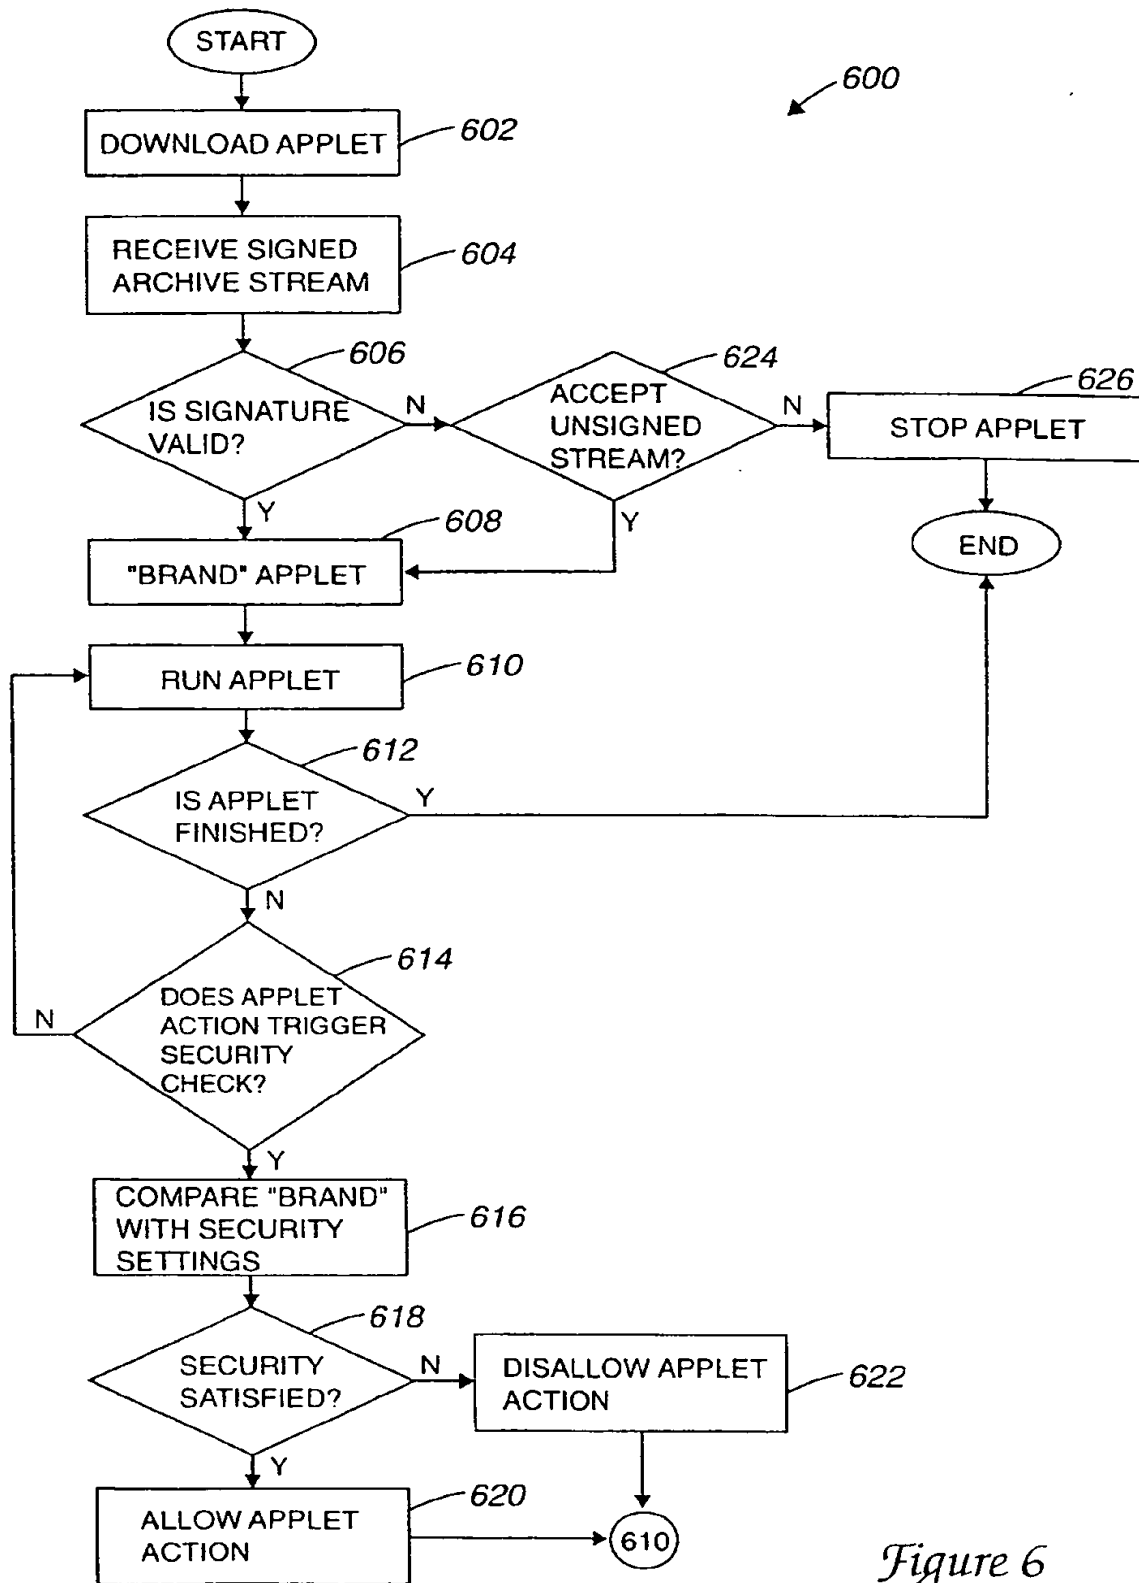 START
600
DOWNLOAD APPLET
602
RECEIVE SIGNED
ARCHIVE STREAM
604
606
IS SIGNATURE
VALID?
N
Y
624
ACCEPT
UNSIGNED
STREAM?
N
Y
626
STOP APPLET
END
608
"BRAND" APPLET
RUN APPLET
610
612
IS APPLET
FINISHED?
Y
N
614
DOES APPLET
ACTION TRIGGER
SECURITY
CHECK?
N
Y
COMPARE "BRAND"
WITH SECURITY
SETTINGS
616
618
SECURITY
SATISFIED?
N
Y
DISALLOW APPLET
ACTION
622
ALLOW APPLET
ACTION
620
610
Figure 6